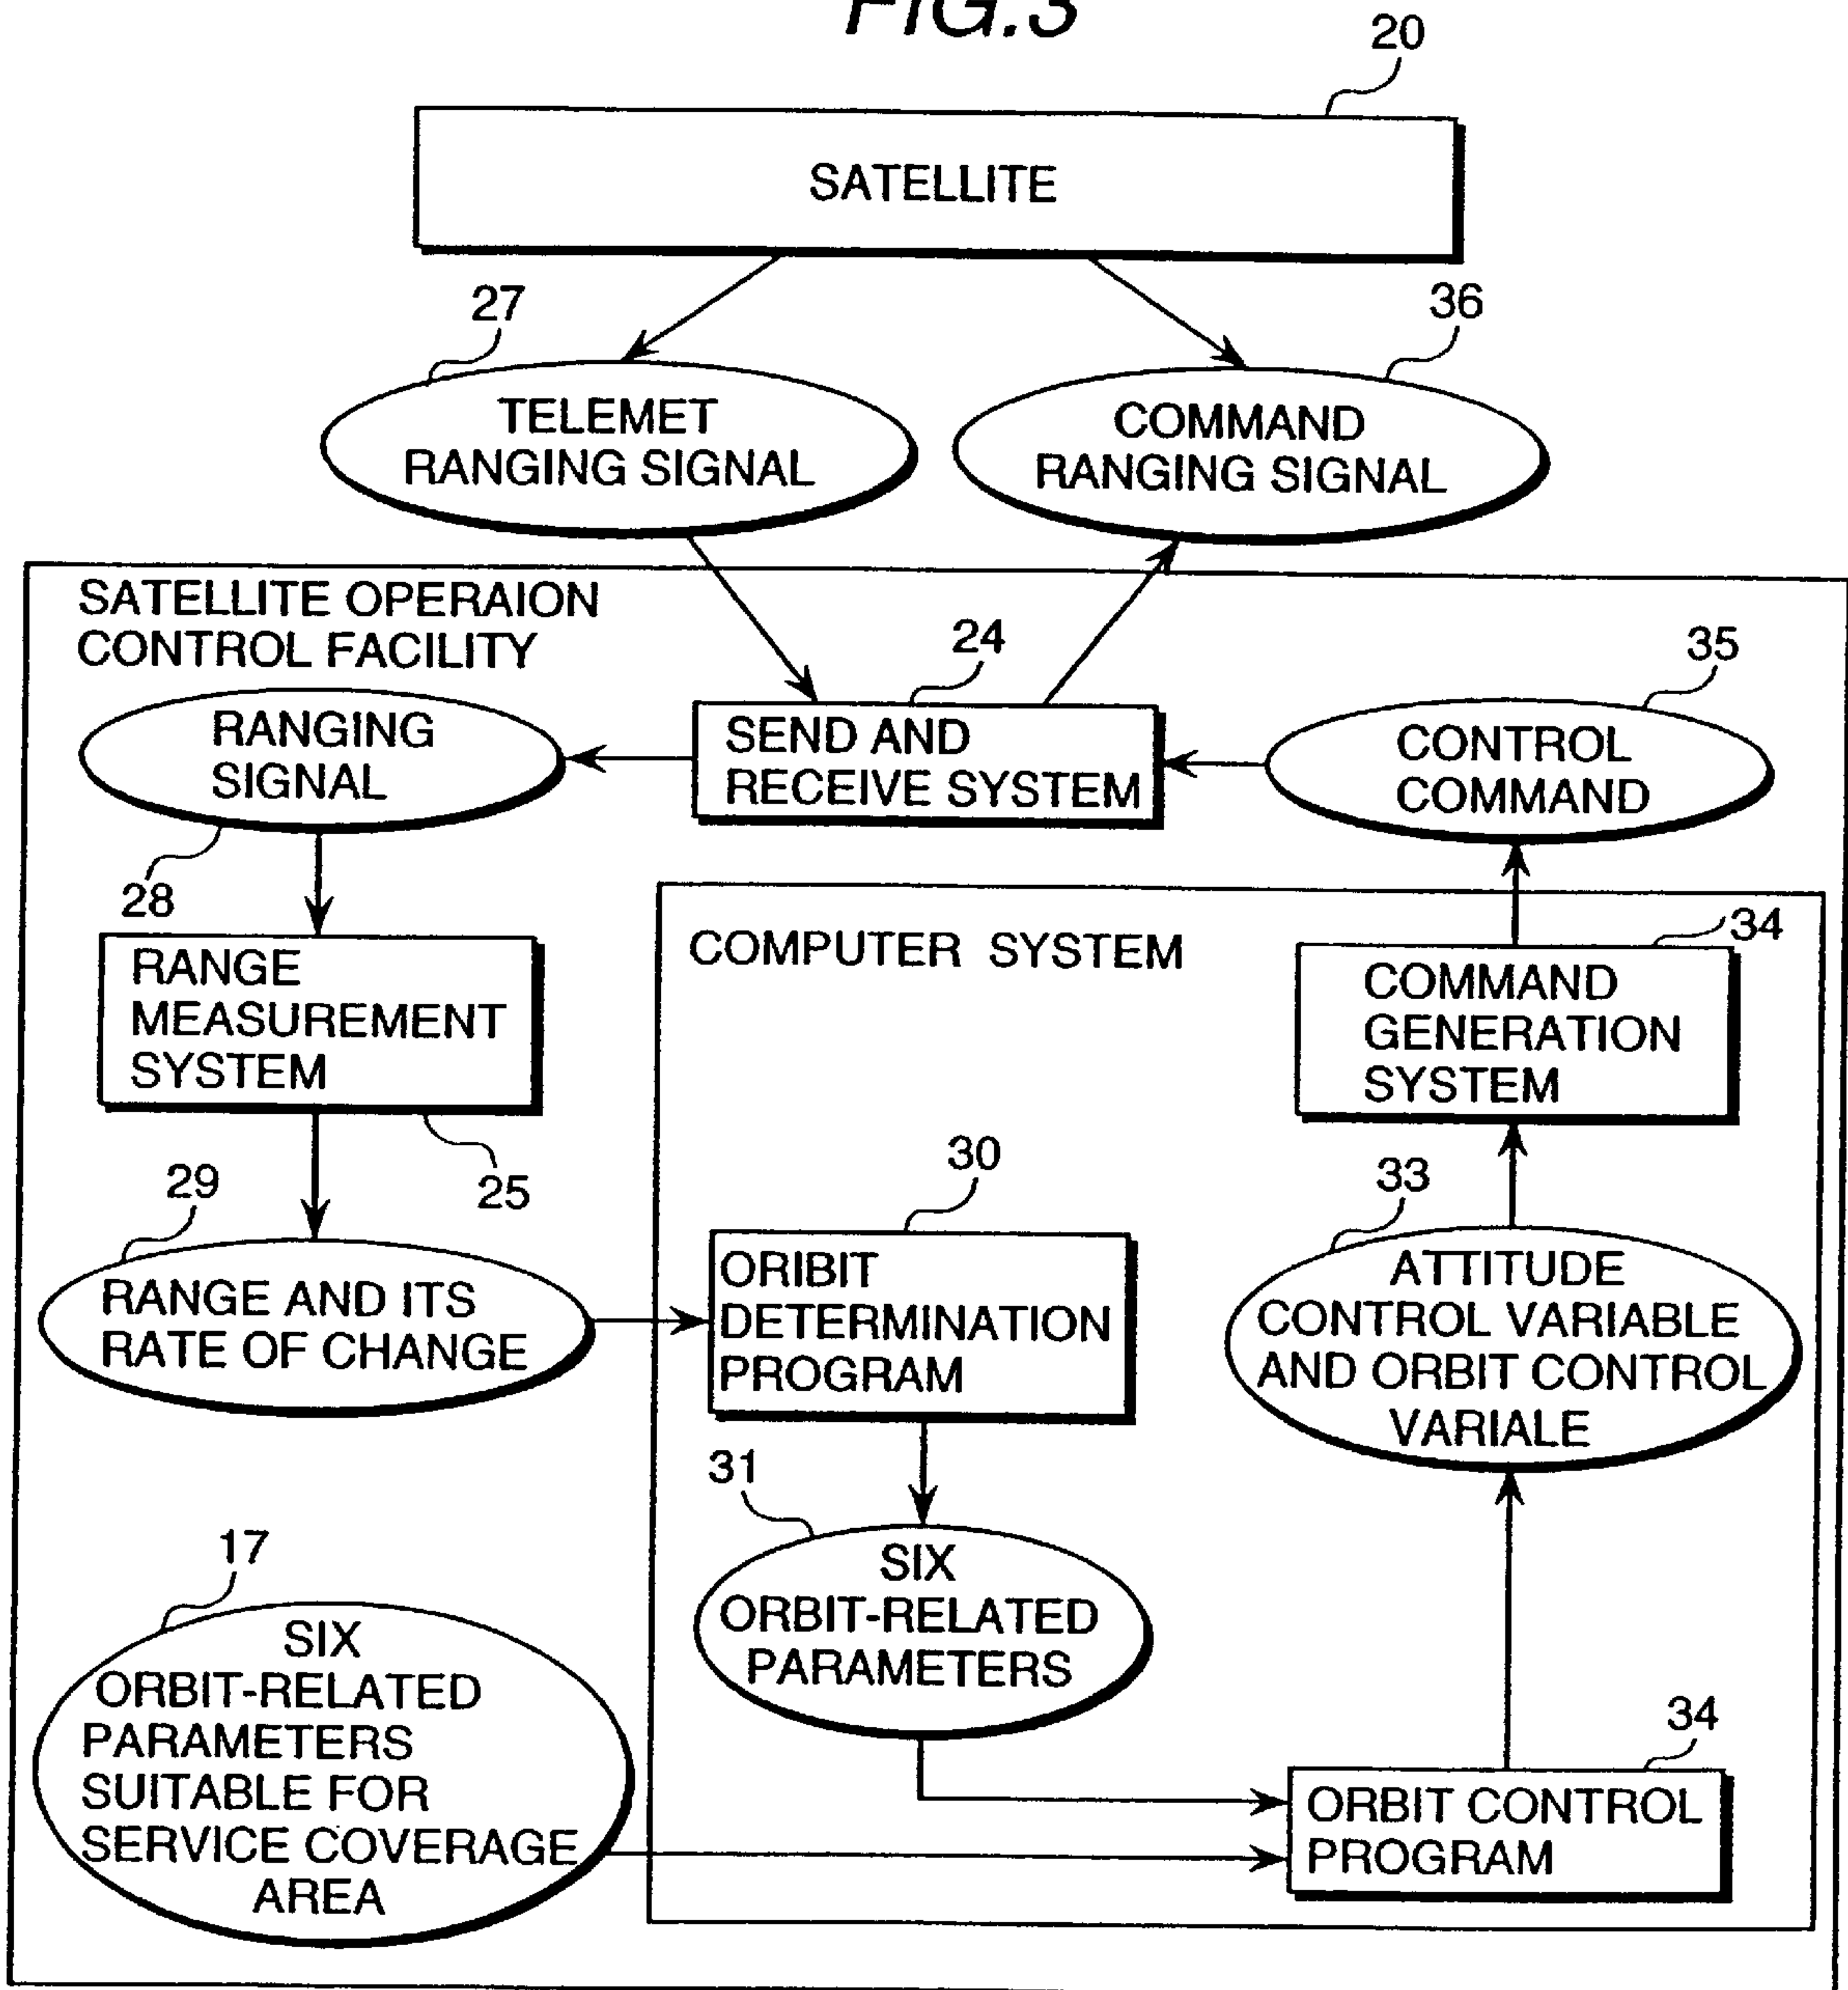 FIG.3
20
SATELLITE
27
36
TELEMET
RANGING SIGNAL
COMMAND
RANGING SIGNAL
SATELLITE OPERAION
CONTROL FACILITY
24
35
RANGING
SIGNAL
SEND AND
RECEIVE SYSTEM
CONTROL
COMMAND
28
34
COMPUTER SYSTEM
RANGE
MEASUREMENT
SYSTEM
COMMAND
GENERATION
SYSTEM
25
29
30
33
RANGE AND ITS
RATE OF CHANGE
ORIBIT
DETERMINATION
PROGRAM
ATTITUDE
CONTROL VARIABLE
AND ORBIT CONTROL
VARIALE
31
17
SIX
ORBIT-RELATED
PARAMETERS
SIX
ORBIT-RELATED
PARAMETERS
SUITABLE FOR
SERVICE COVERAGE
AREA
34
ORBIT CONTROL
PROGRAM